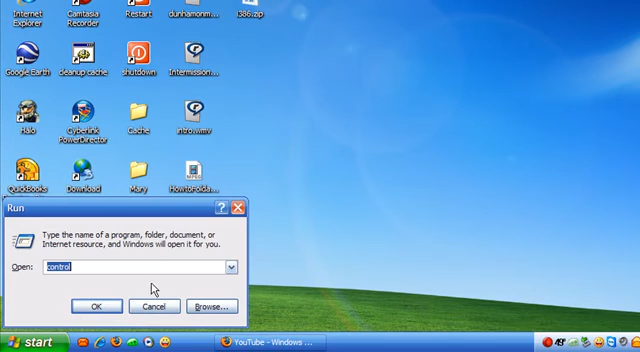 Internet Explorer
Camtasia Recorder
Restart
i386.zip
Google Earth
cleanup cache
shutdown
Intermission...
Halo
Cyberlink PowerDirector
Cache
intro.wmv
QuickBooks
Download
Mary
HowtoFolda...
Run
Type the name of a program, folder, document, or
Internet resource, and Windows will open it for you.
Open:
control
OK
Cancel
Browse...
start
YouTube - Windows ...
49°